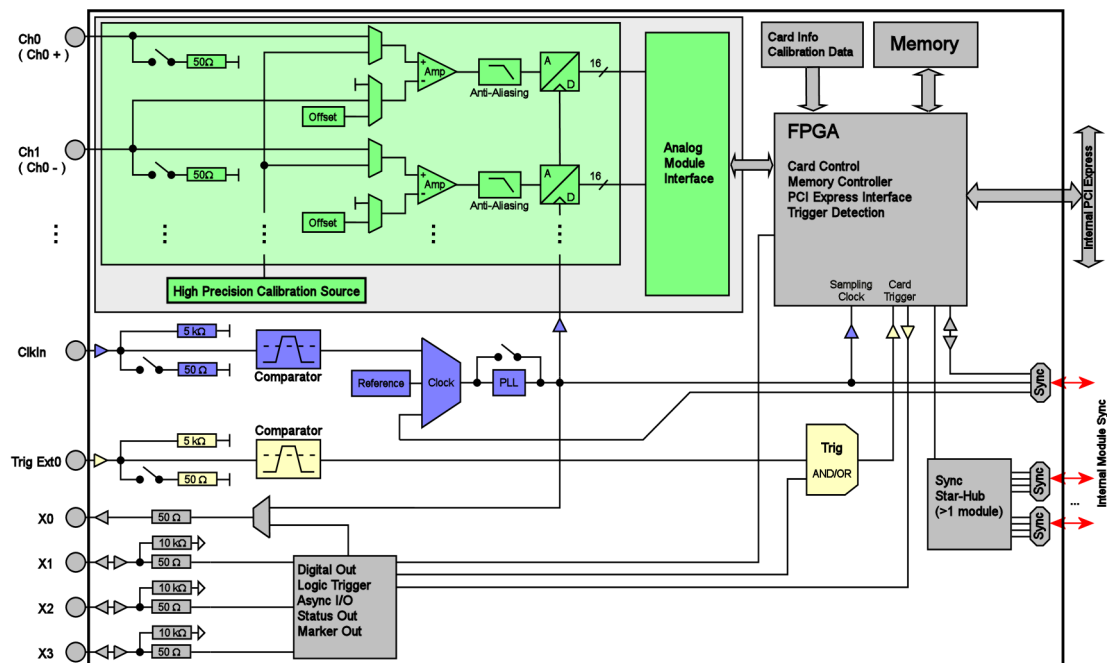 Ch0
( Ch0 + )
50Ω
Offset
+
Amp
-
Anti-Aliasing
A
D
16
Ch1
( Ch0 - )
50Ω
Offset
+
Amp
-
Anti-Aliasing
A
D
16
High Precision Calibration Source
Analog
Module
Interface
Card Info
Calibration Data
Memory
FPGA
Card Control
Memory Controller
PCI Express Interface
Trigger Detection
Sampling
Clock
Card
Trigger
Internal PCI Express
ClkIn
5 kΩ
50 Ω
Comparator
Reference
Clock
PLL
Sync
Trig Ext0
5 kΩ
50 Ω
Comparator
Trig
AND/OR
Sync
Star-Hub
(>1 module)
Sync
...
Sync
Internal Module Sync
X0
50 Ω
X1
10 kΩ
50 Ω
X2
10 kΩ
50 Ω
X3
10 kΩ
50 Ω
Digital Out
Logic Trigger
Async I/O
Status Out
Marker Out